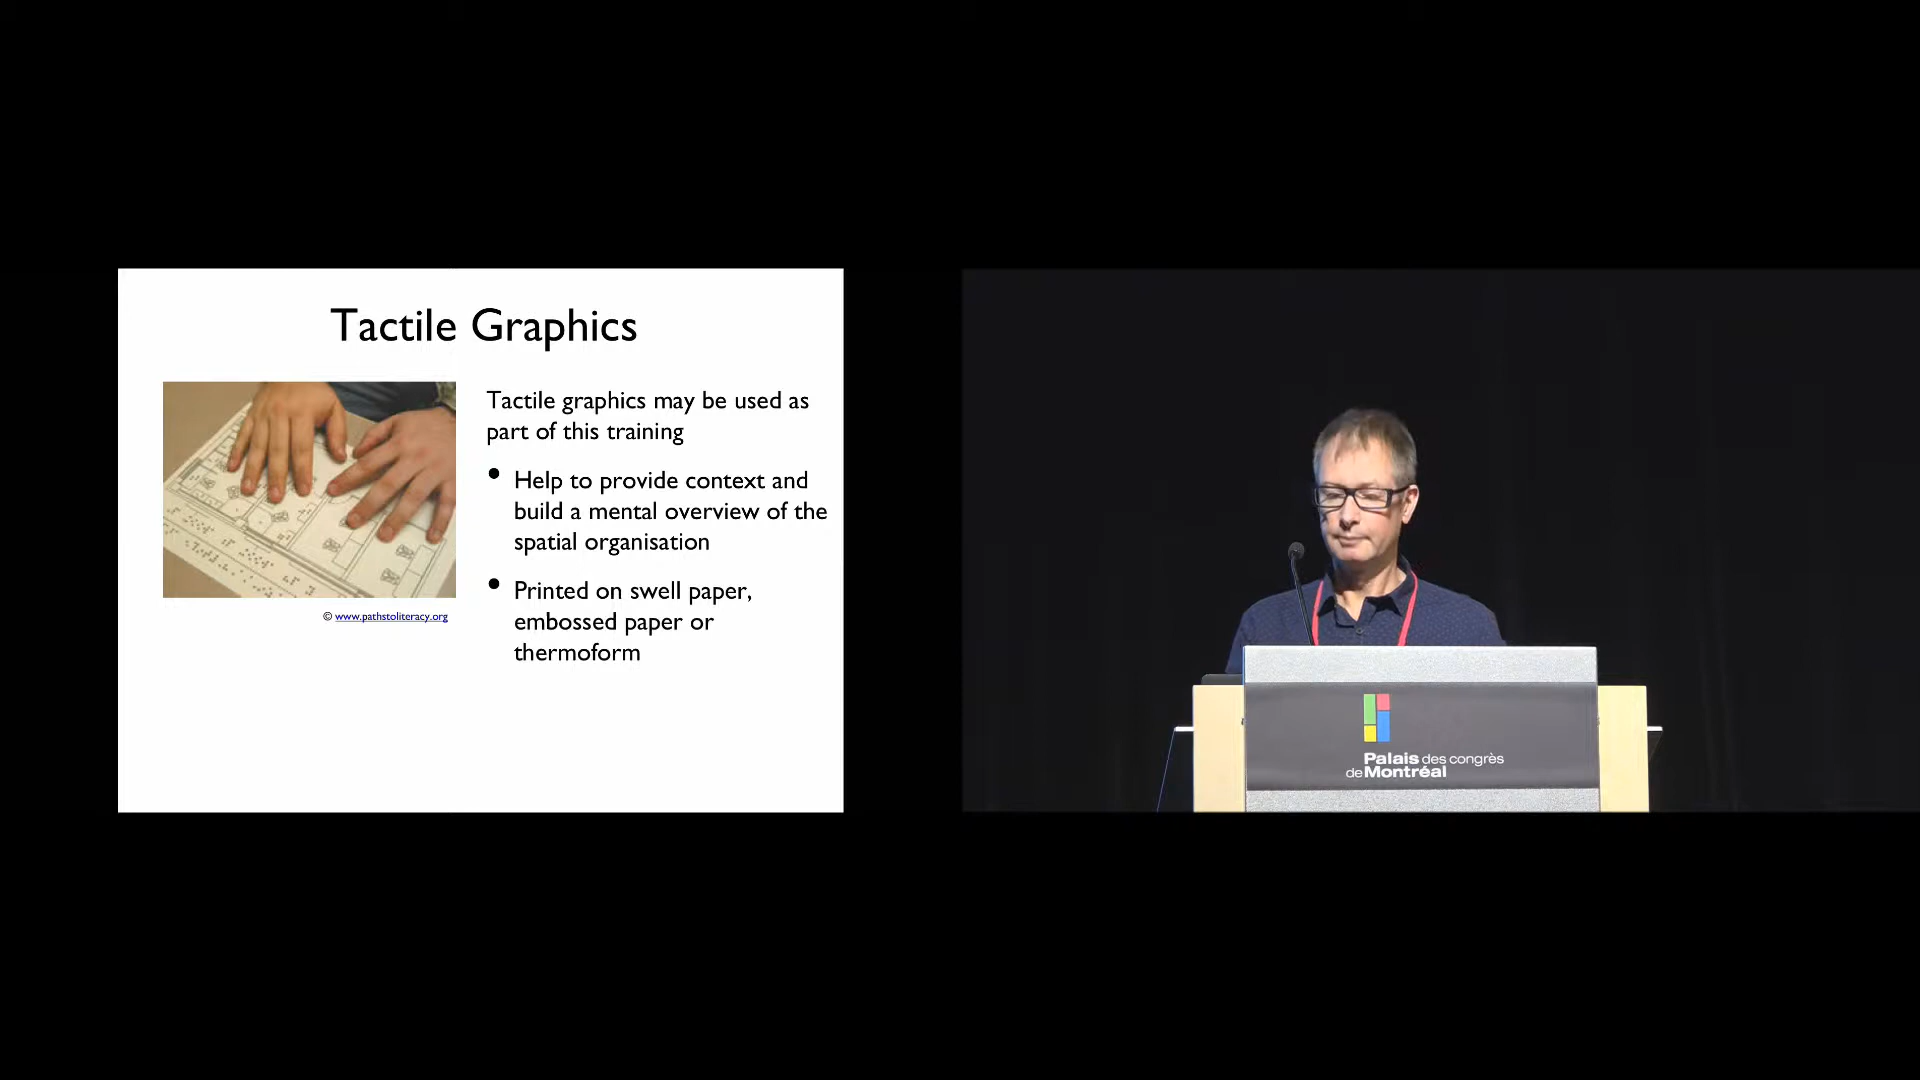 Tactile Graphics
Tactile graphics may be used as
part of this training
• Help to provide context and
build a mental overview of the
spatial organisation
• Printed on swell paper,
embossed paper or
thermoform
© www.pathstoliteracy.org
Palais des congrès
de Montréal